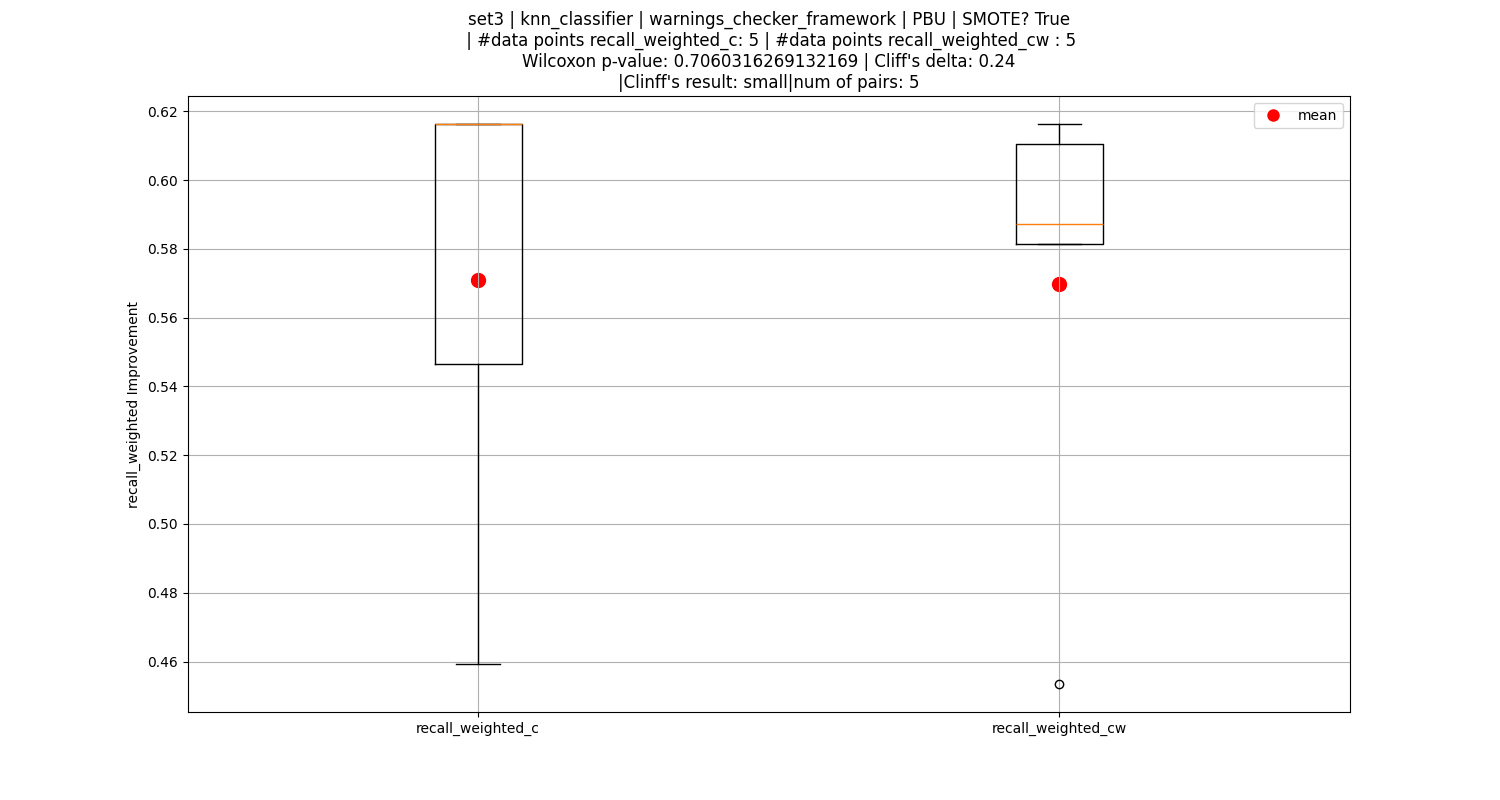 set3 | knn_classifier | warnings_checker_framework | PBU | SMOTE? True
| #data points recall_weighted_c: 5 | #data points recall_weighted_cw : 5
Wilcoxon p-value: 0.7060316269132169 | Cliff's delta: 0.24
|Clinff's result: small|num of pairs: 5
mean
0.62
0.60
0.58
0.56
0.54
0.52
0.50
0.48
0.46
recall_weighted Improvement
recall_weighted_c
recall_weighted_cw